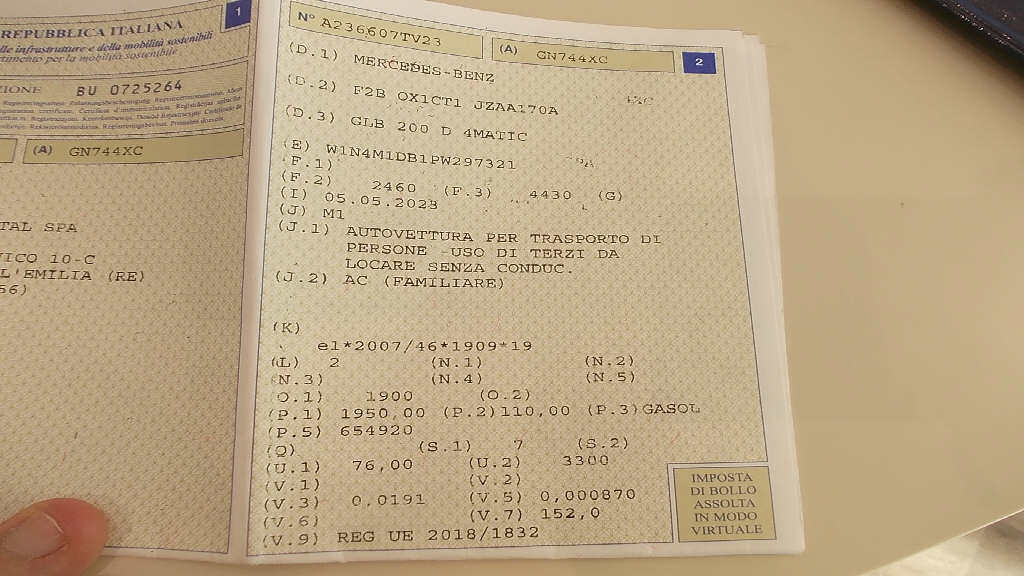 1
REPUBBLICA ITALIANA
infrastrutture e della mobilità sostenibili
per la mobilità sostenibile
ZIONE BU 0725264
(A) GN744XC
TAL SPA
ICO 10-C
L'EMILIA (RE)
56)
N° A236607TV23 (A) GN744XC 2
(D.1) MERCEDES-BENZ
(D.2) F2B QX1CT1 JZAA170A
(D.3) GLB 200 D 4MATIC
(E) W1N4M1DB1PW297321
(F.1)
(F.2) 2460 (F.3) 4430 (G)
(I) 05.05.2023
(J) M1
(J.1) AUTOVETTURA PER TRASPORTO DI
PERSONE -USO DI TERZI DA
LOCARE SENZA CONDUC.
(J.2) AC (FAMILIARE)
(K)
e1*2007/46*1909*19
(L) 2 (N.1) (N.2)
(N.3) (N.4) (N.5)
(O.1) 1900 (O.2)
(P.1) 1950,00 (P.2)110,00 (P.3)GASOL
(P.5) 654920
(Q) (S.1) 7 (S.2)
(U.1) 76,00 (U.2) 3300
(V.1) (V.2)
(V.3) 0,0191 (V.5) 0,000870
(V.6) (V.7) 152,0
(V.9) REG UE 2018/1832
IMPOSTA
DI BOLLO
ASSOLTA
IN MODO
VIRTUALE